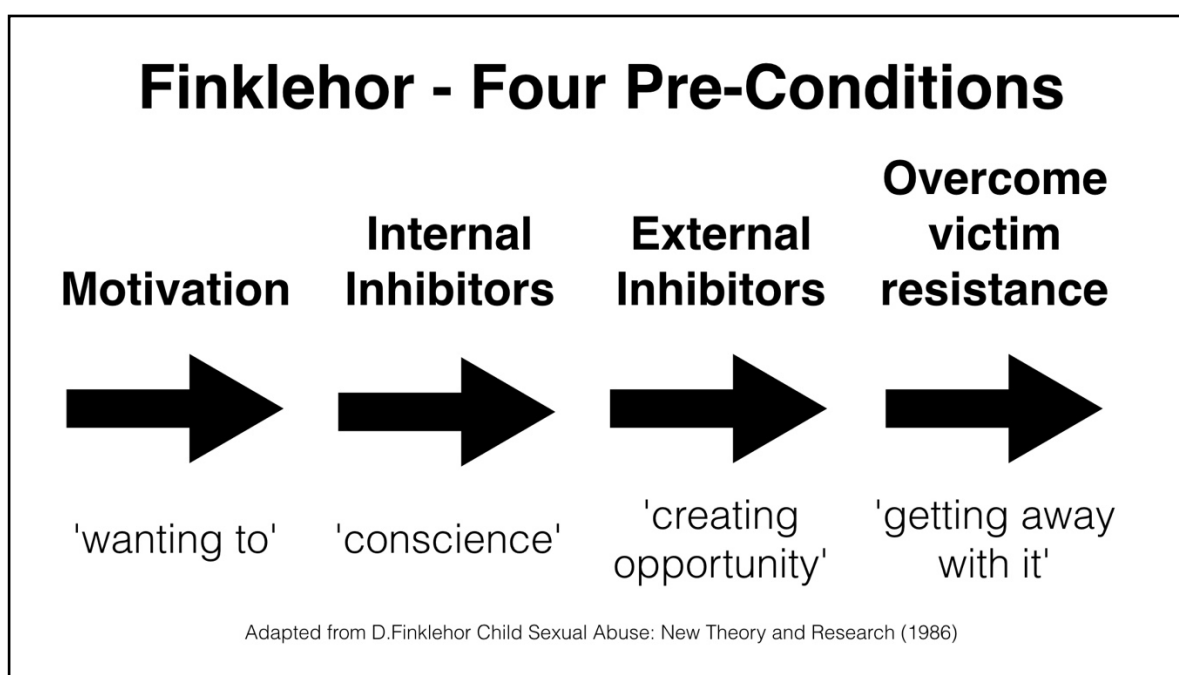 Finklehor - Four Pre-Conditions
Motivation
Internal
Inhibitors
External
Inhibitors
Overcome
victim
resistance
'wanting to'
'conscience'
'creating
opportunity'
'getting away
with it'
Adapted from D.Finklehor Child Sexual Abuse: New Theory and Research (1986)